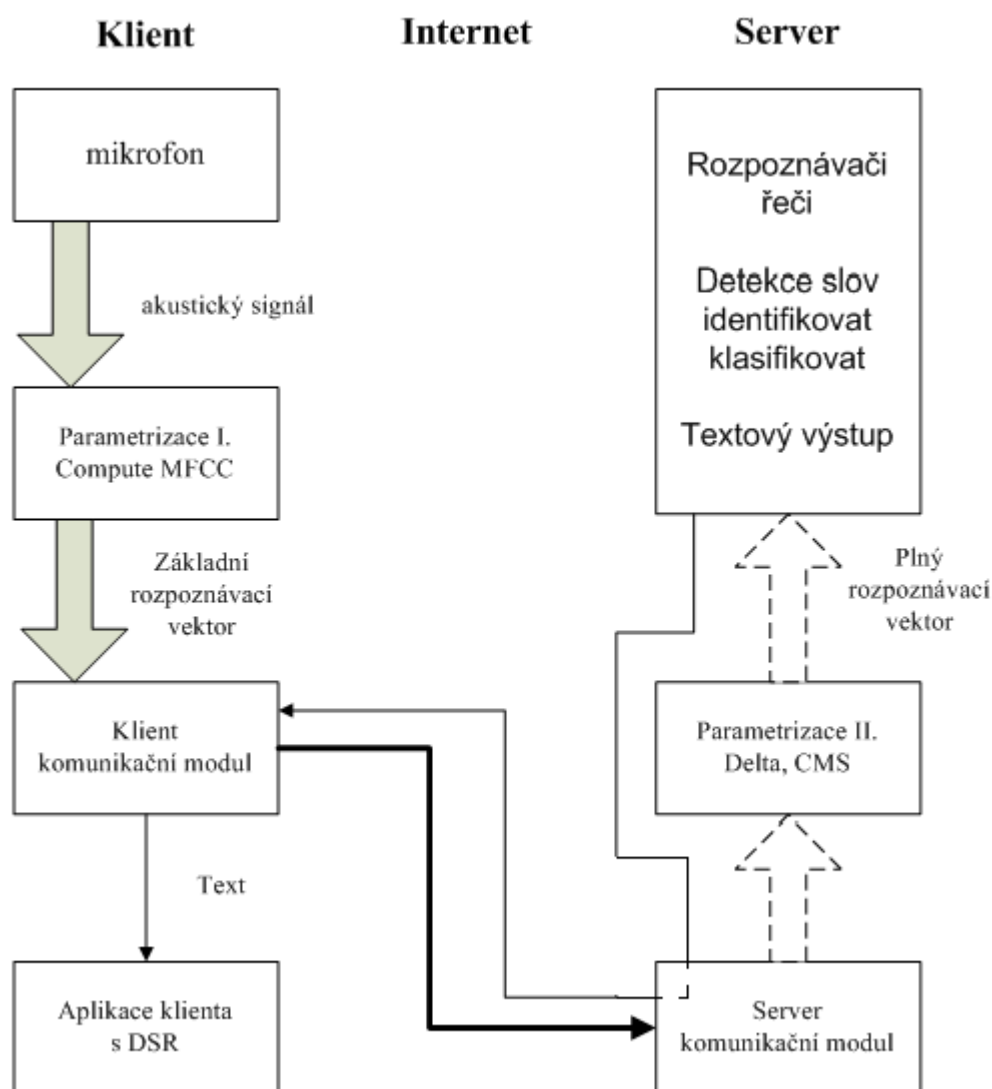 Klient
Internet
Server
mikrofon
akustický signál
Parametrizace I.
Compute MFCC
Základní
rozpoznávací
vektor
Klient
komunikační modul
Text
Aplikace klienta
s DSR
Rozpoznávači
řeči
Detekce slov
identifikovat
klasifikovat
Textový výstup
Plný
rozpoznávací
vektor
Parametrizace II.
Delta, CMS
Server
komunikační modul